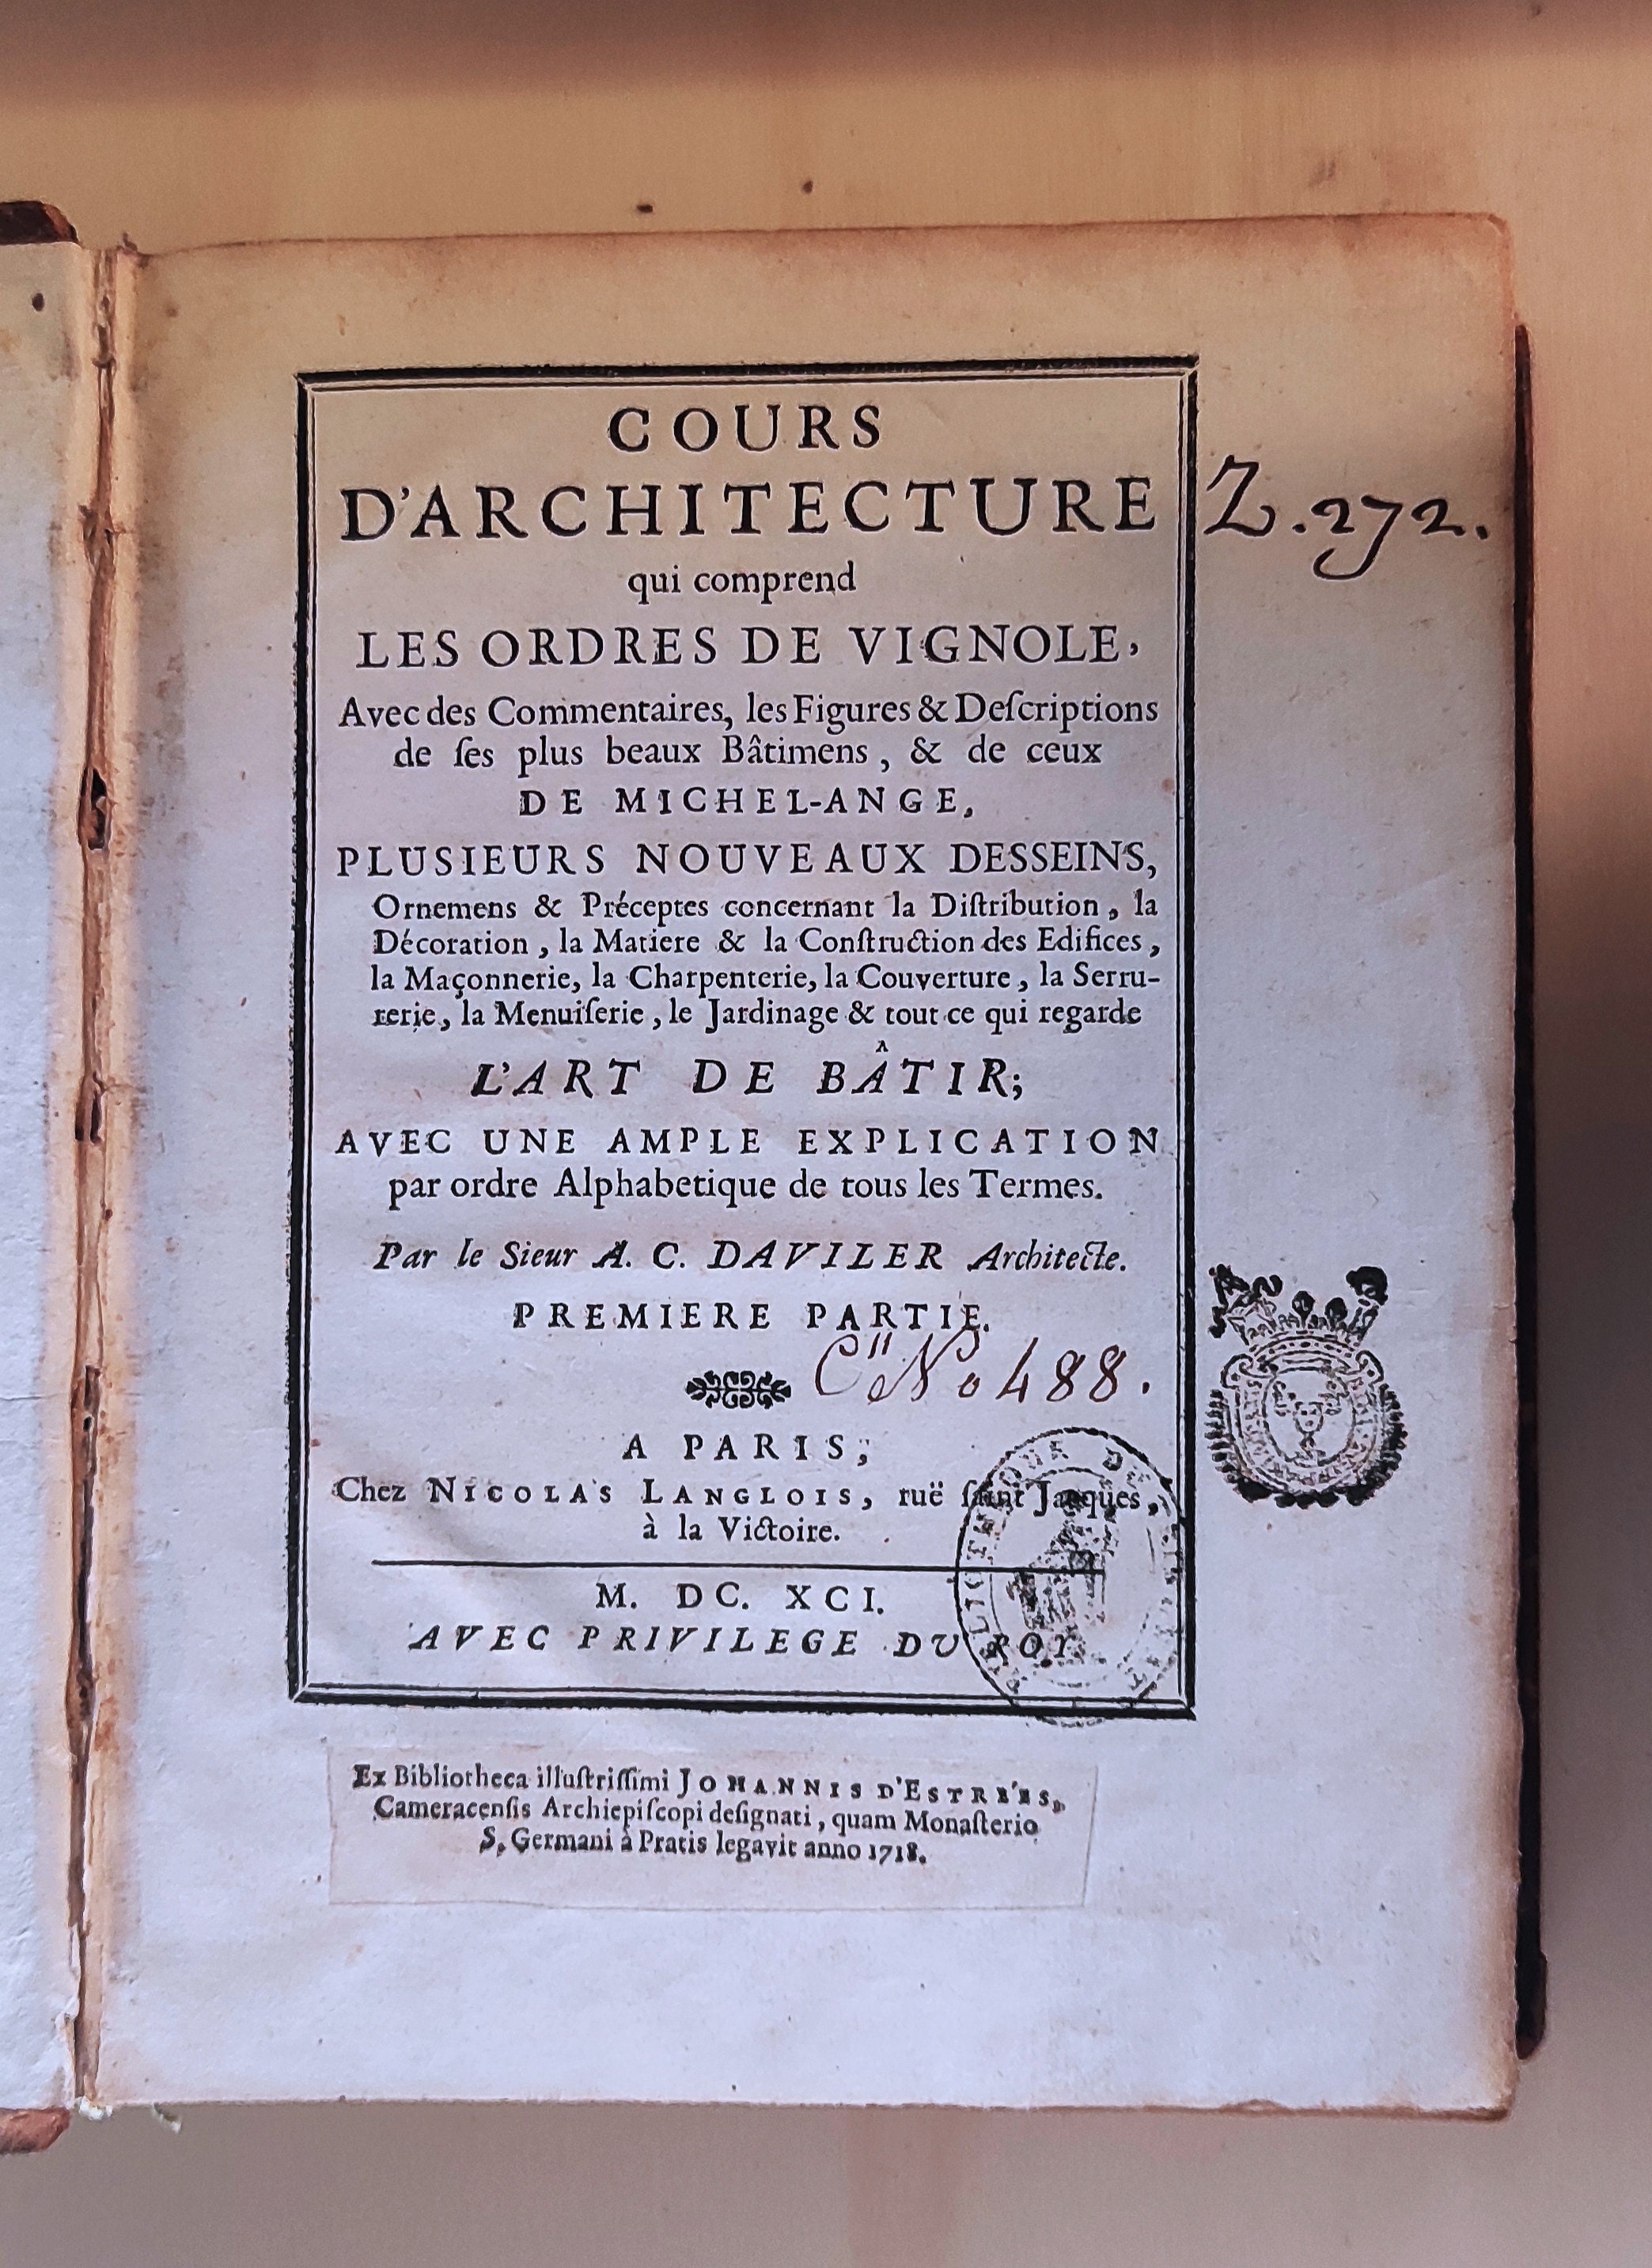 COURS
D'ARCHITECTURE
Z.272.
qui comprend
LES ORDRES DE VIGNOLE,
Avec des Commentaires, les Figures & Deſcriptions
de ſes plus beaux Bâtimens, & de ceux
DE MICHEL-ANGE,
PLUSIEURS NOUVEAUX DESSEINS,
Ornemens & Préceptes concernant la Diſtribution, la
Décoration, la Matiere & la Conſtruction des Edifices,
la Maçonnerie, la Charpenterie, la Couverture, la Serru-
rerie, la Menuiſerie, le Jardinage & tout ce qui regarde
L'ART DE BÂTIR;
AVEC UNE AMPLE EXPLICATION
par ordre Alphabetique de tous les Termes.
Par le Sieur A. C. DAVILER Architecte.
PREMIERE PARTIE.
No 488.
A PARIS,
Chez NICOLAS LANGLOIS, ruë ſaint Jacques,
à la Victoire.
M. DC. XCI.
AVEC PRIVILEGE DU ROY.
Ex Bibliotheca illuſtriſſimi JOHANNIS D'ESTRÉES,
Cameracenſis Archiepiſcopi deſignati, quam Monaſterio
S. Germani à Pratis legavit anno 1718.